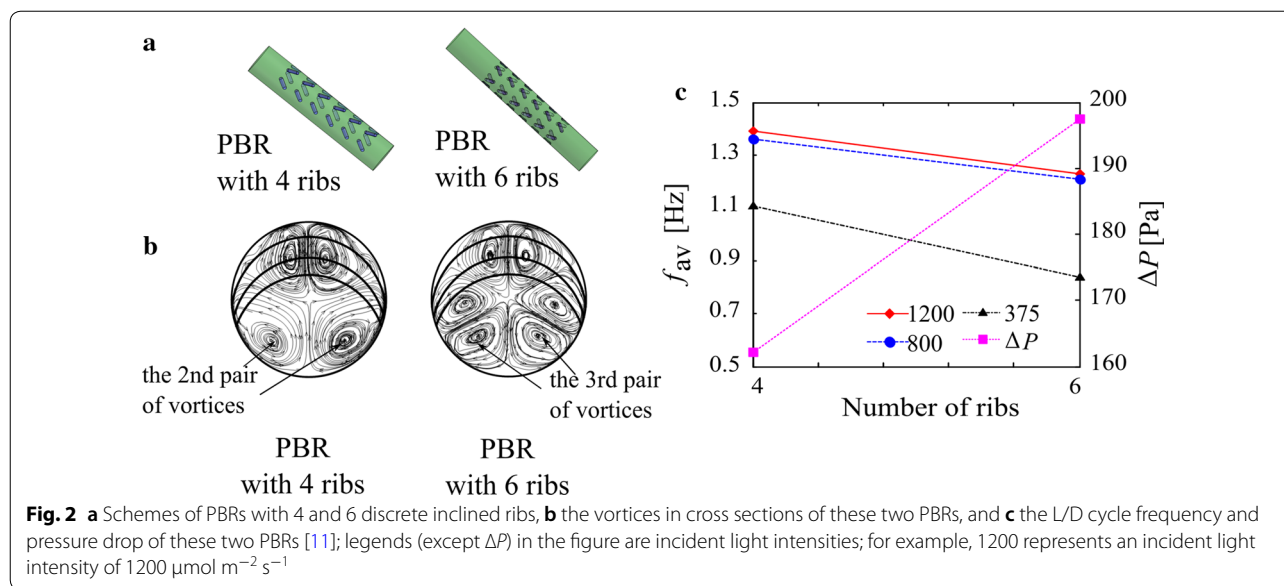 a
PBR
with 4 ribs
PBR
with 6 ribs
b
the 2nd pair
of vortices
the 3rd pair
of vortices
PBR
with 4 ribs
PBR
with 6 ribs
c
1.5
1.3
1.1
0.9
0.7
0.5
f_av [Hz]
200
190
180
170
160
ΔP [Pa]
1200
375
800
ΔP
4
6
Number of ribs
Fig. 2 a Schemes of PBRs with 4 and 6 discrete inclined ribs, b the vortices in cross sections of these two PBRs, and c the L/D cycle frequency and
pressure drop of these two PBRs [11]; legends (except ΔP) in the figure are incident light intensities; for example, 1200 represents an incident light
intensity of 1200 μmol m⁻² s⁻¹